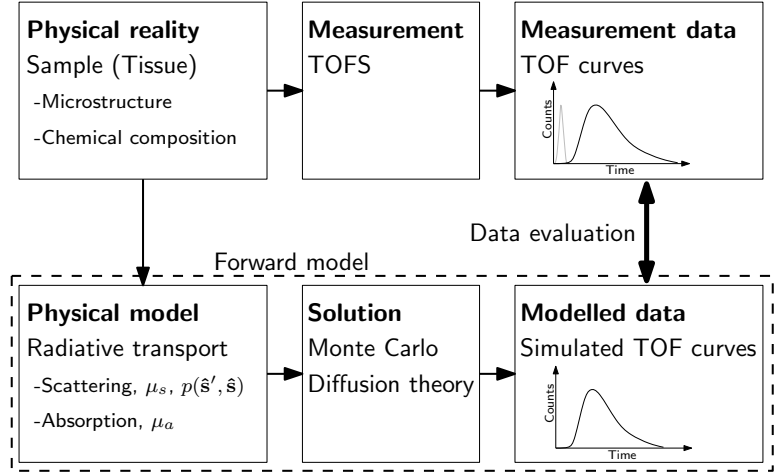 Physical reality
Sample (Tissue)
-Microstructure
-Chemical composition
Measurement
TOFS
Measurement data
TOF curves
Counts
Time
Data evaluation
Forward model
Physical model
Radiative transport
-Scattering, μₛ, p(ŝ′, ŝ)
-Absorption, μₐ
Solution
Monte Carlo
Diffusion theory
Modelled data
Simulated TOF curves
Counts
Time